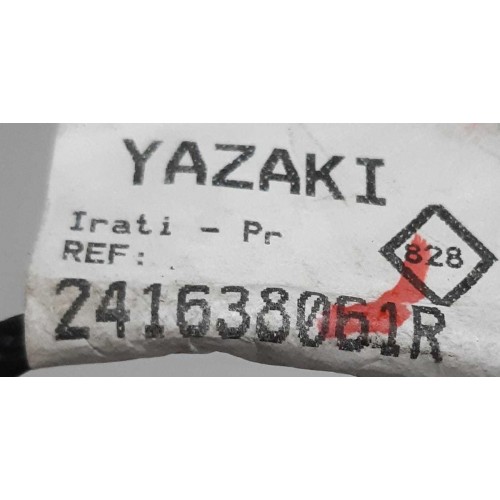 YAZAKI
Irati - Pr
828
REF:
241638061R